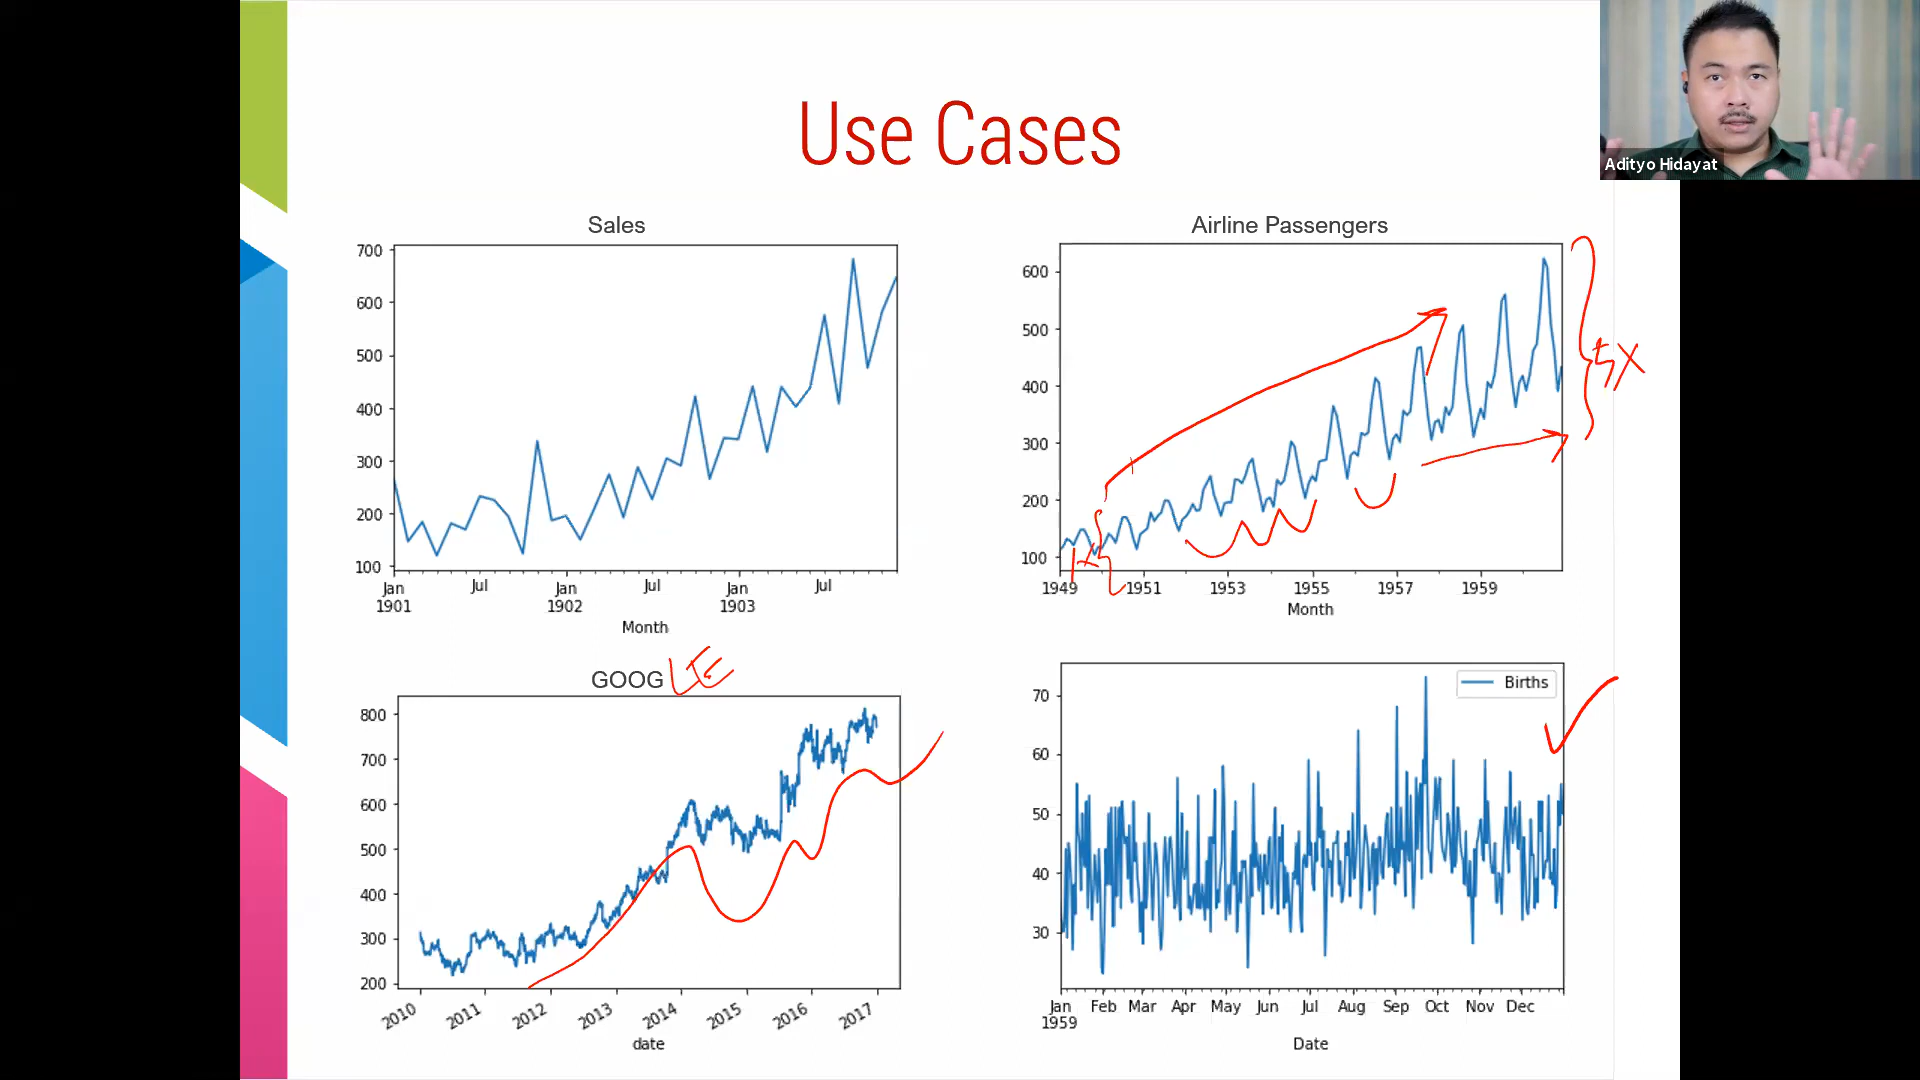 Use Cases
Adityo Hidayat
Sales
700
600
500
400
300
200
100
Jan Jul Jan Jul Jan Jul
1901 1902 1903
Month
Airline Passengers
600
500
400
300
200
100
1949 1951 1953 1955 1957 1959
Month
GOOG LE
800
700
600
500
400
300
200
2010 2011 2012 2013 2014 2015 2016 2017
date
Births
70
60
50
40
30
Jan Feb Mar Apr May Jun Jul Aug Sep Oct Nov Dec
1959
Date